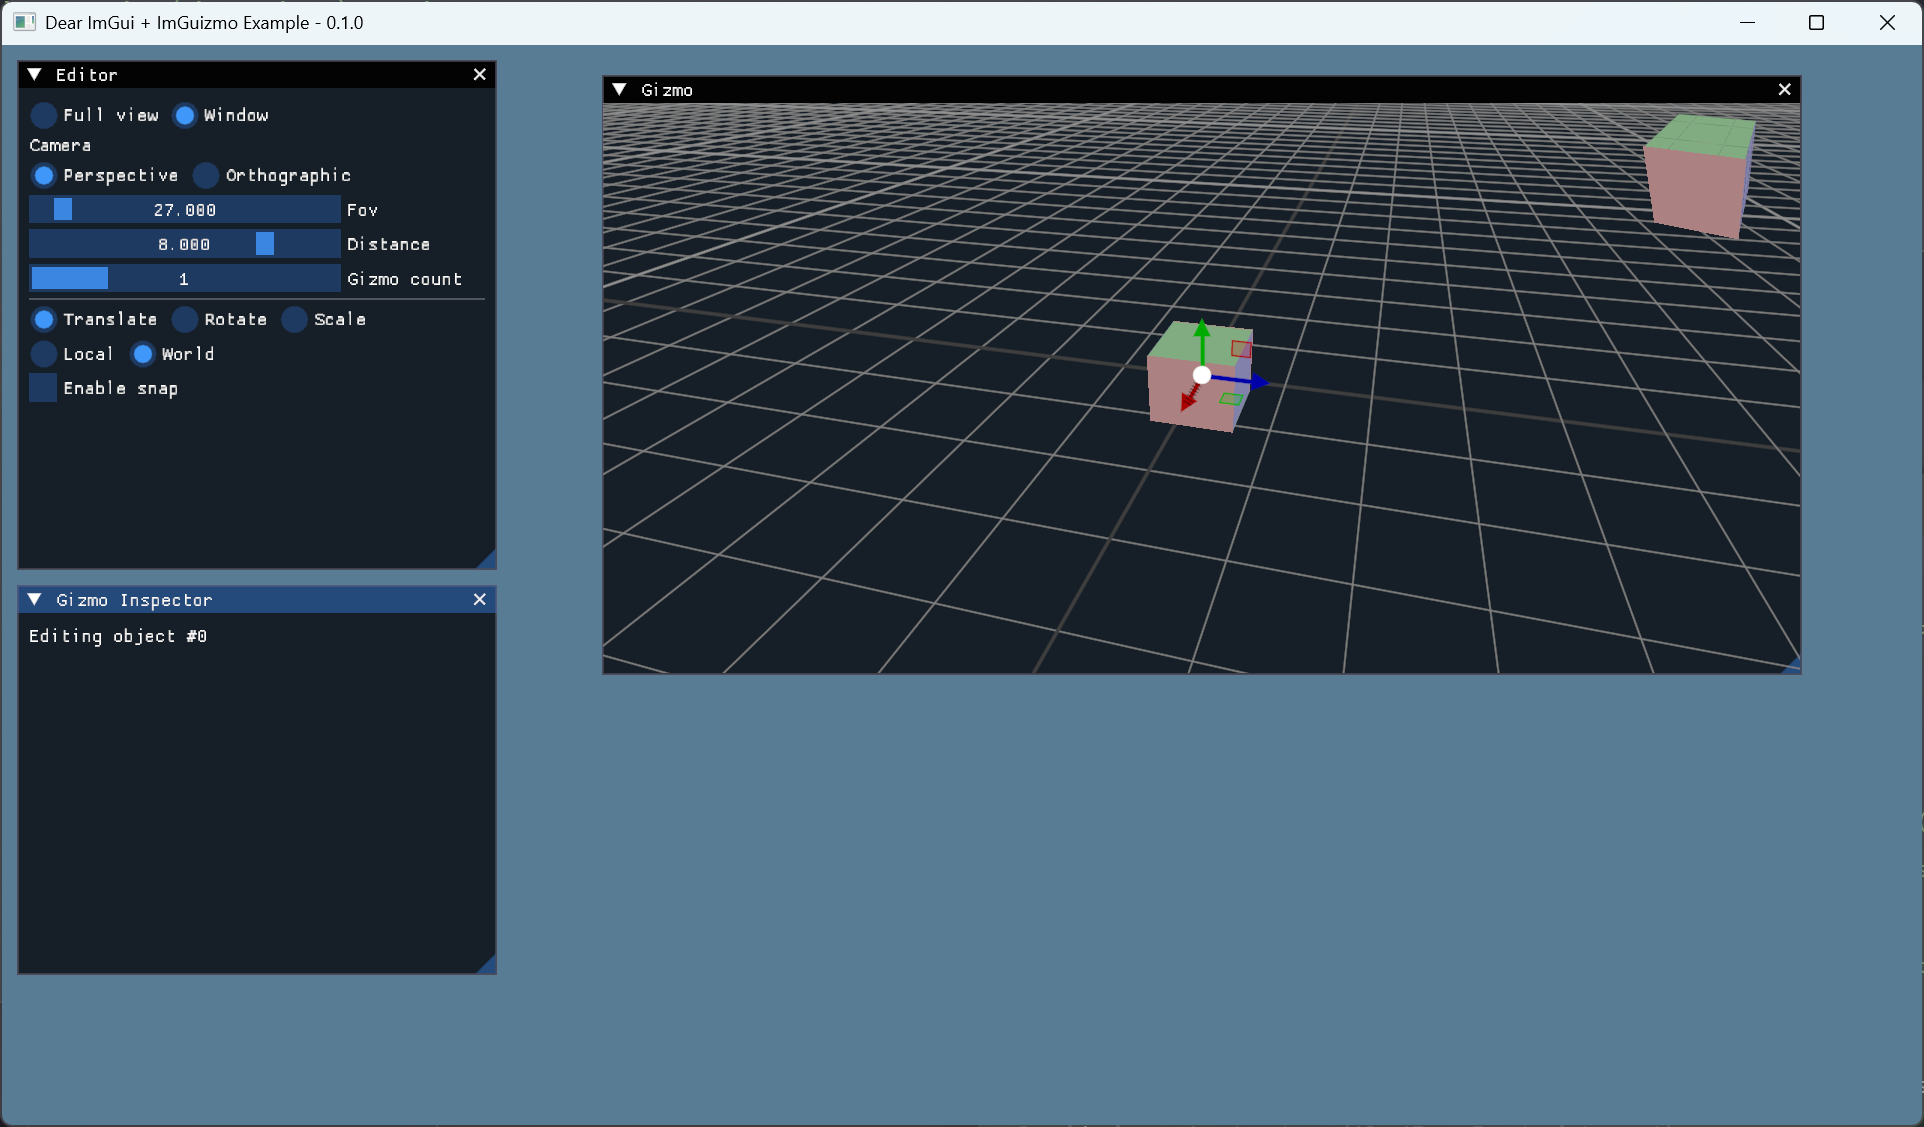 Dear ImGui + ImGuizmo Example - 0.1.0
Editor
Full view Window
Camera
Perspective Orthographic
27.000 Fov
8.000 Distance
1 Gizmo count
Translate Rotate Scale
Local World
Enable snap
Gizmo Inspector
Editing object #0
Gizmo